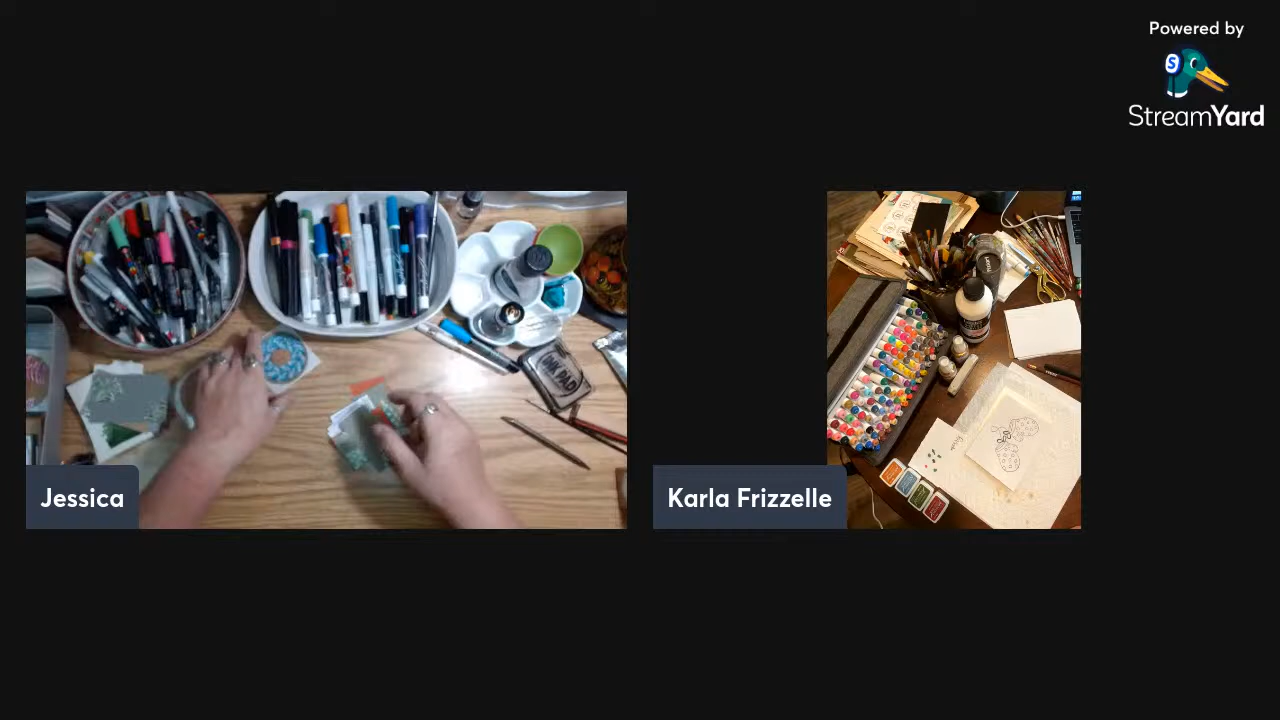 Powered by
S
StreamYard
INK PAD
Jessica
Karla Frizzelle